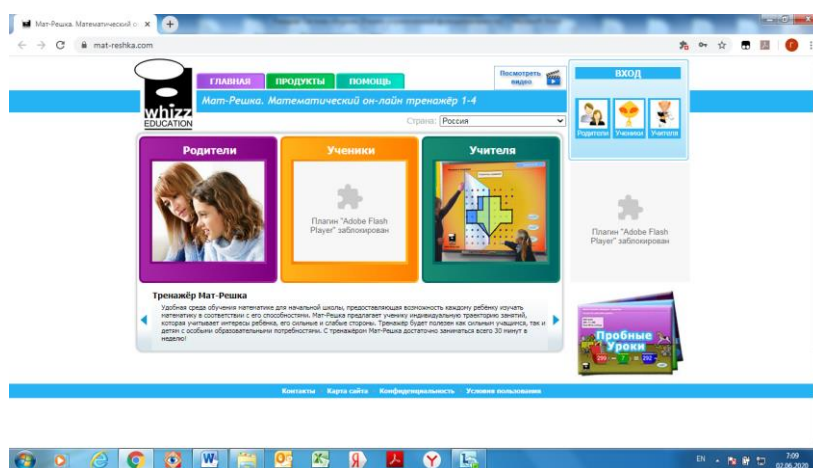 Мат-Решка. Математический о
mat-reshka.com
ГЛАВНАЯ
ПРОДУКТЫ
ПОМОЩЬ
Посмотреть видео
ВХОД
whizz
EDUCATION
Мат-Решка. Математический он-лайн тренажёр 1-4
Страна: Россия
Родители
Ученики
Учителя
Родители
Ученики
Учителя
Плагин "Adobe Flash
Player" заблокирован
Плагин "Adobe Flash
Player" заблокирован
Тренажёр Мат-Решка
Удобная среда обучения математике для начальной школы, предоставляющая возможность каждому ребёнку изучать
математику в соответствии с его способностями. Мат-Решка предлагает ученику индивидуальную траекторию занятий,
которая учитывает интересы ребенка, его сильные и слабые стороны. Тренажёр будет полезен как сильным учащимся, так и
детям с особыми образовательными потребностями. С тренажёром Мат-Решка достаточно заниматься всего 30 минут в
неделю!
Пробные
Уроки
Контакты Карта сайта Конфиденциальность Условия пользования
EN
7:09
02.06.2020